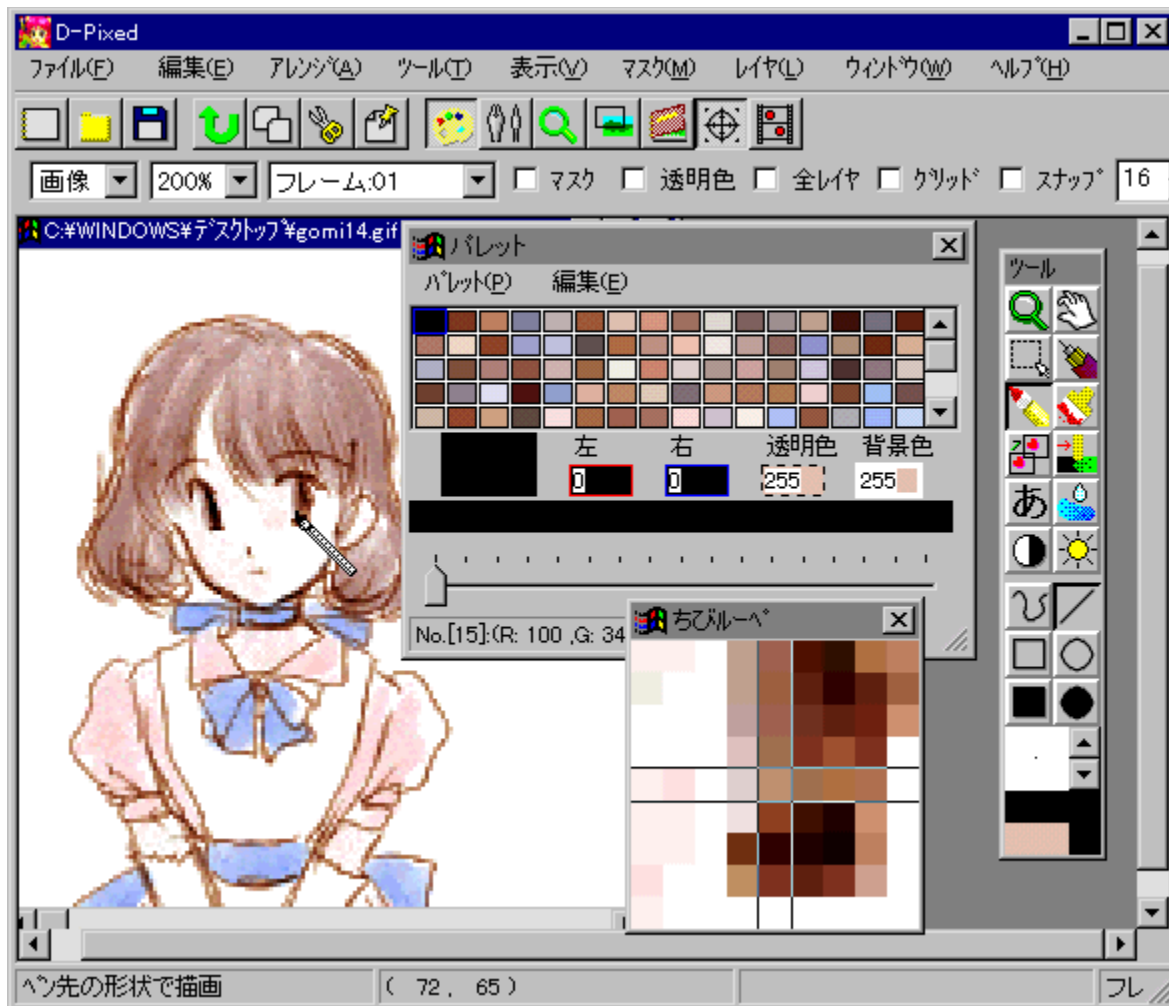 D-Pixed
ﾌｧｲﾙ(F) 編集(E) ｱﾚﾝｼﾞ(A) ﾂｰﾙ(T) 表示(V) ﾏｽｸ(M) ﾚｲﾔ(L) ｳｨﾝﾄﾞｳ(W) ﾍﾙﾌﾟ(H)
画像 200% フレーム:01 ﾏｽｸ 透明色 全ﾚｲﾔ ｸﾞﾘｯﾄﾞ ｽﾅｯﾌﾟ 16
C:¥WINDOWS¥ﾃﾞｽｸﾄｯﾌﾟ¥gomi14.gif
パレット
ﾊﾟﾚｯﾄ(P) 編集(E)
左 右 透明色 背景色
0 0 255 255
No.[15]:(R: 100 ,G: 34
ちびﾙｰﾍﾟ
ﾂｰﾙ
あ
ﾍﾟﾝ先の形状で描画 ( 72, 65) フレ